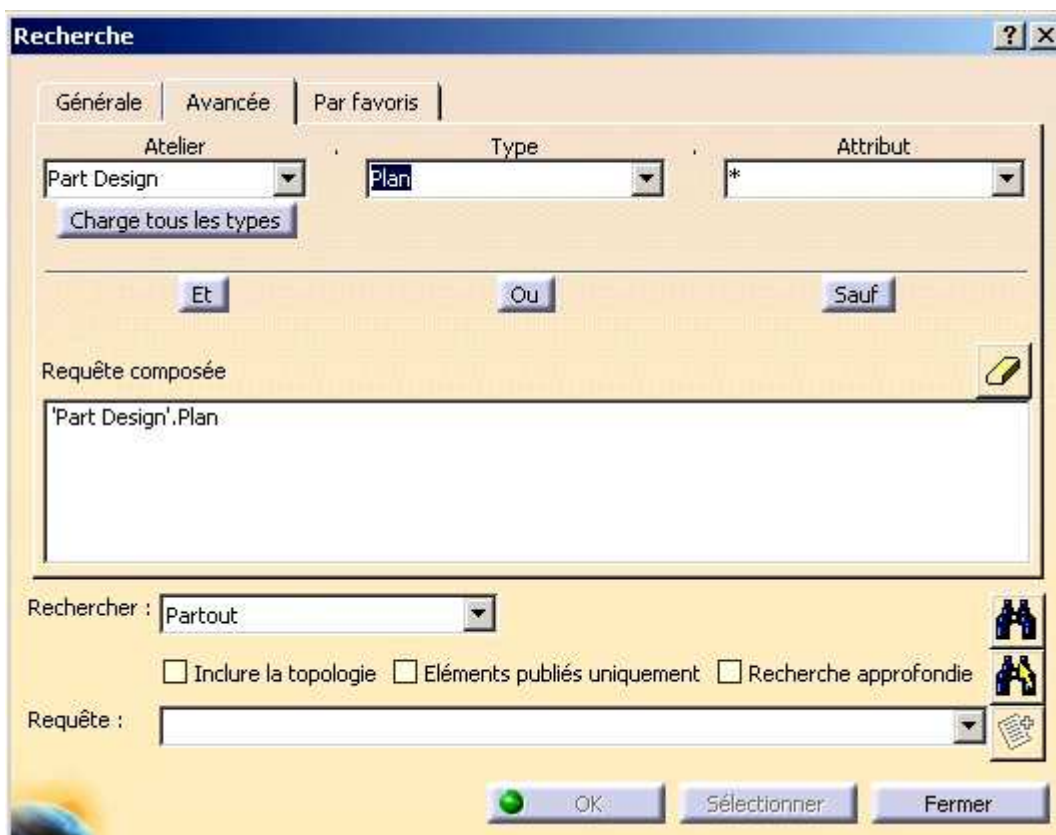 Recherche
Générale Avancée Par favoris
Atelier . Type . Attribut
Part Design Plan *
Charge tous les types
Et Ou Sauf
Requête composée
'Part Design'.Plan
Rechercher : Partout
Inclure la topologie Eléments publiés uniquement Recherche approfondie
Requête :
OK Sélectionner Fermer